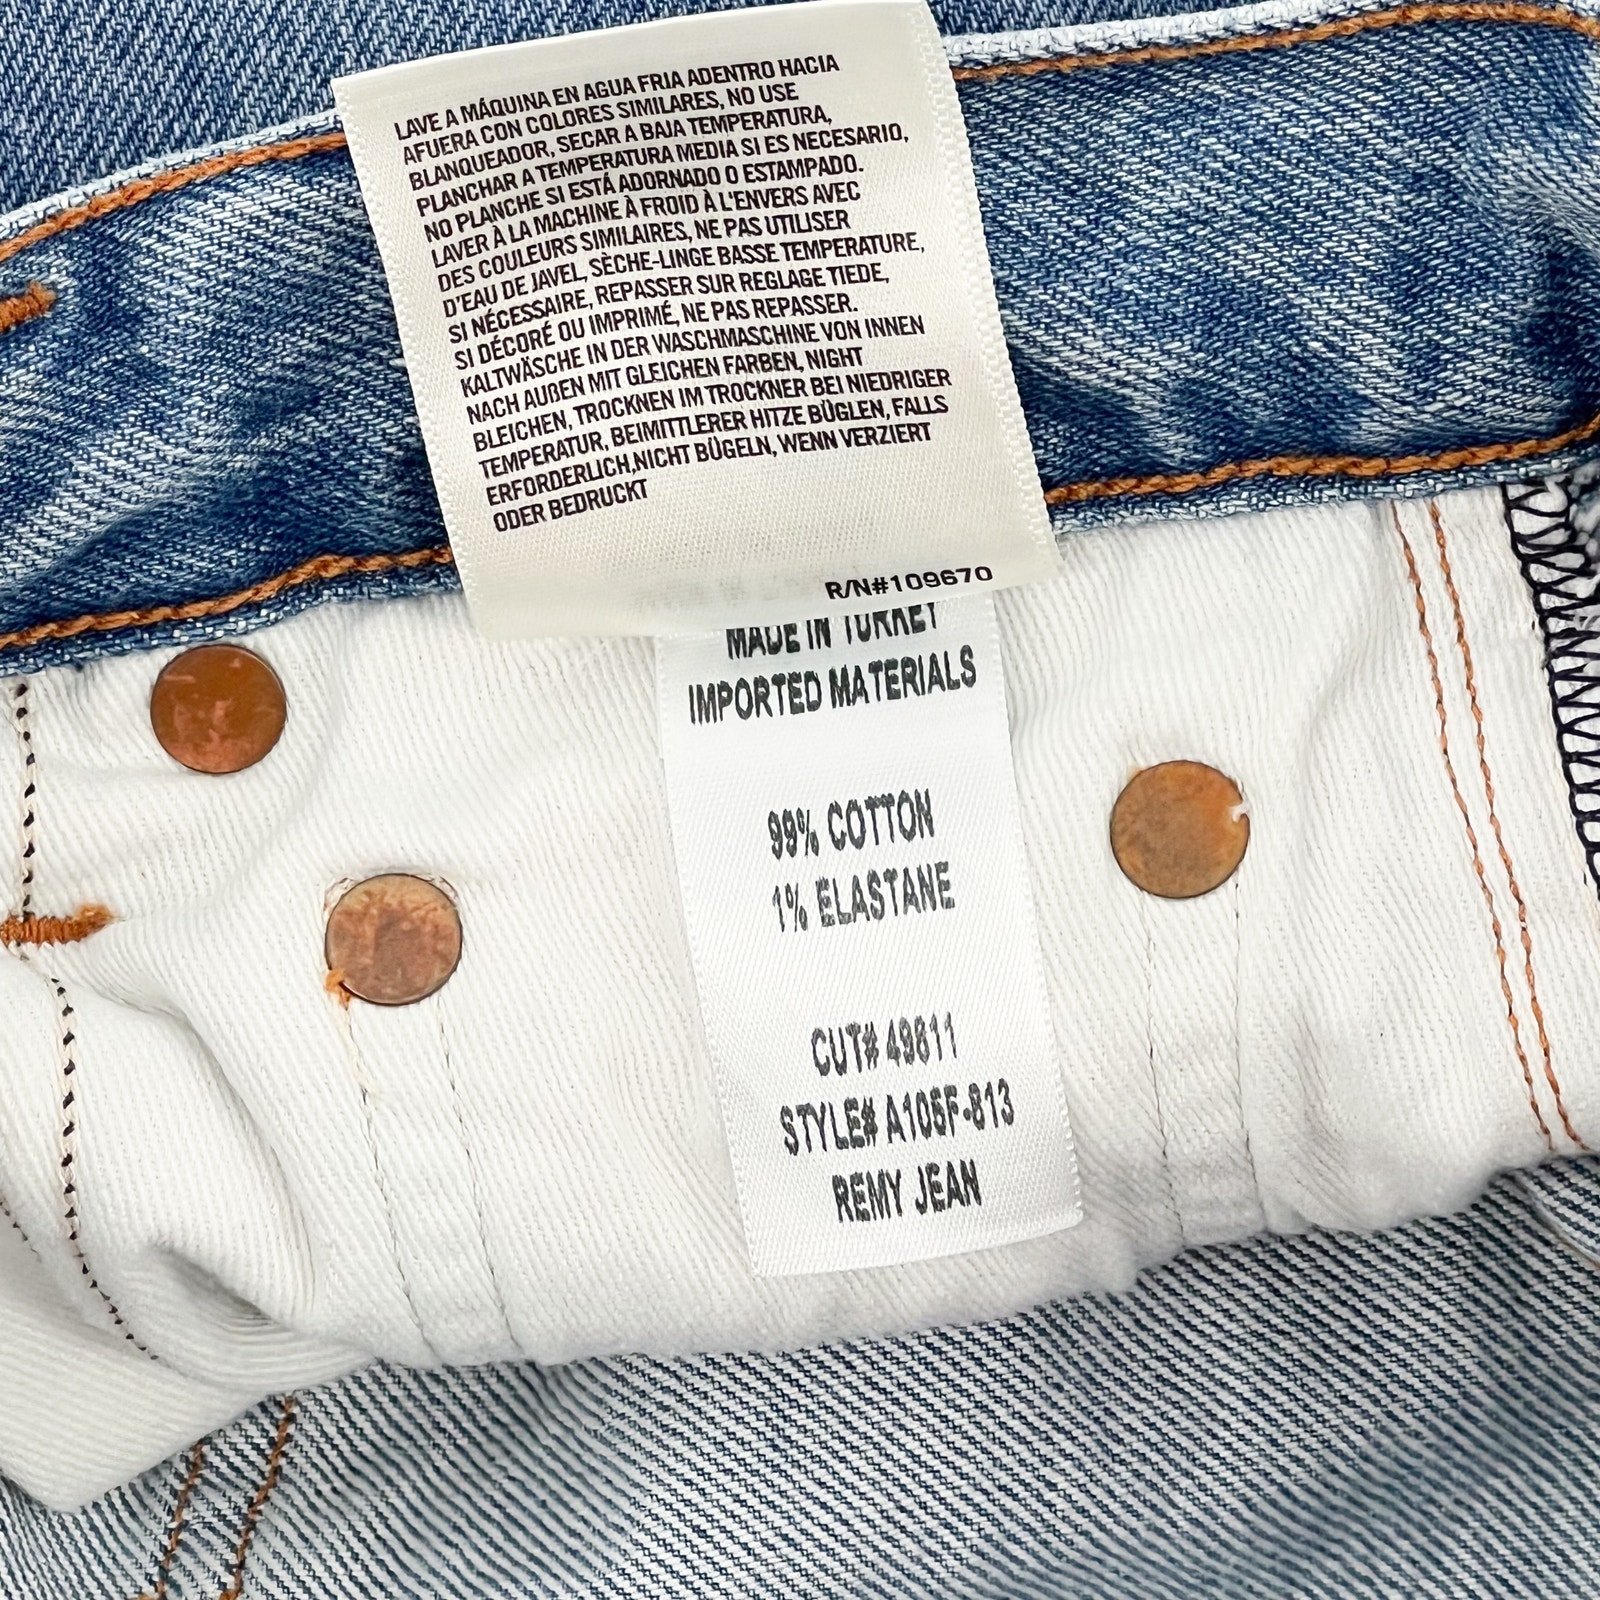 LAVE A MÁQUINA EN AGUA FRIA ADENTRO HACIA
AFUERA CON COLORES SIMILARES, NO USE
BLANQUEADOR, SECAR A BAJA TEMPERATURA,
PLANCHAR A TEMPERATURA MEDIA SI ES NECESARIO,
NO PLANCHE SI ESTÁ ADORNADO O ESTAMPADO.
LAVER À LA MACHINE À FROID À L'ENVERS AVEC
DES COULEURS SIMILAIRES, NE PAS UTILISER
D'EAU DE JAVEL, SÈCHE-LINGE BASSE TEMPERATURE,
SI NÉCESSAIRE, REPASSER SUR REGLAGE TIEDE,
SI DÉCORÉ OU IMPRIMÉ, NE PAS REPASSER.
KALTWÄSCHE IN DER WASCHMASCHINE VON INNEN
NACH AUßEN MIT GLEICHEN FARBEN, NIGHT
BLEICHEN, TROCKNEN IM TROCKNER BEI NIEDRIGER
TEMPERATUR, BEIMITTLERER HITZE BÜGLEN, FALLS
ERFORDERLICH,NICHT BÜGELN, WENN VERZIERT
ODER BEDRUCKT
R/N#109670
MADE IN TURKEY
IMPORTED MATERIALS
99% COTTON
1% ELASTANE
CUT# 49811
STYLE# A105F-813
REMY JEAN